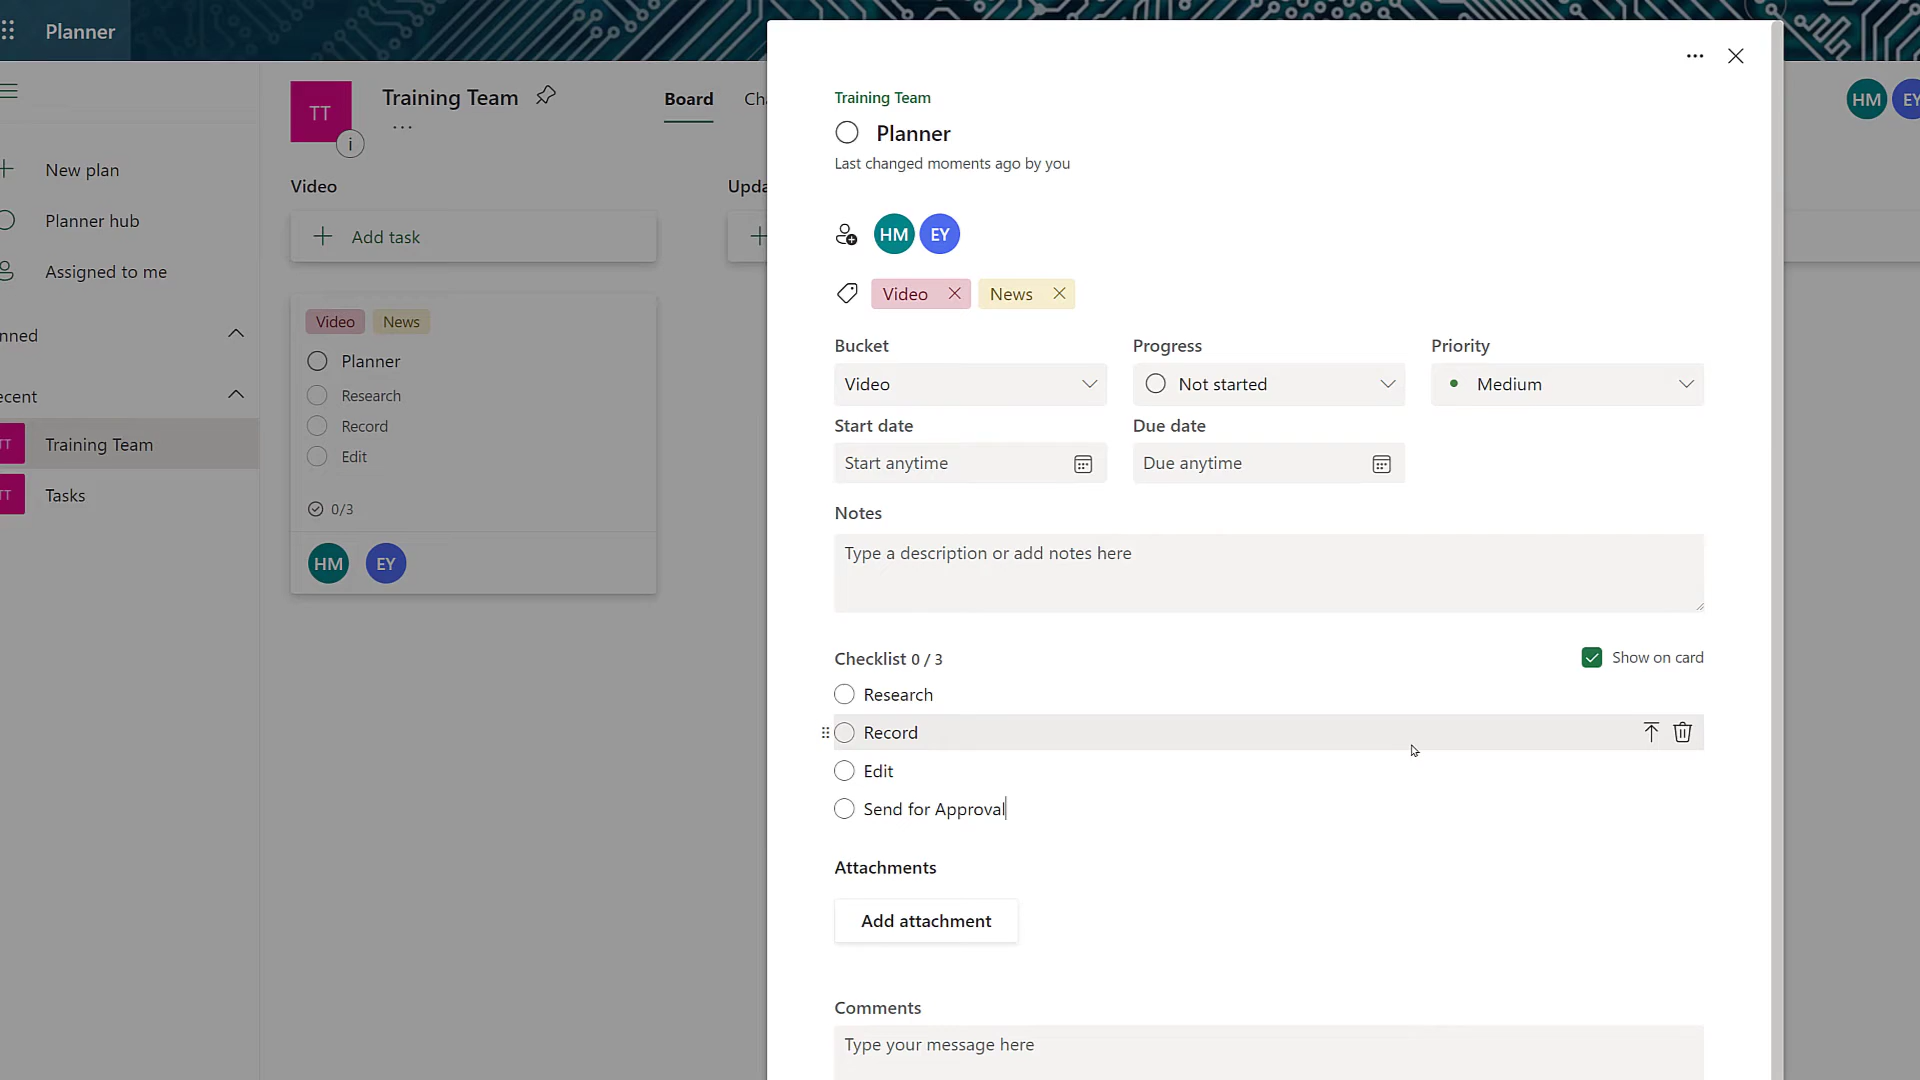 Planner
Training Team
TT
i
Board
New plan
Planner hub
Assigned to me
Tasks
Training Team
Video
Add task
Video News
Planner
Research
Record
Edit
0/3
HM EY
Training Team
Planner
Last changed moments ago by you
HM EY
Video News
Bucket Progress Priority
Video Not started Medium
Start date Due date
Start anytime Due anytime
Notes
Type a description or add notes here
Checklist 0 / 3 Show on card
Research
Record
Edit
Send for Approval
Attachments
Add attachment
Comments
Type your message here
HM EY